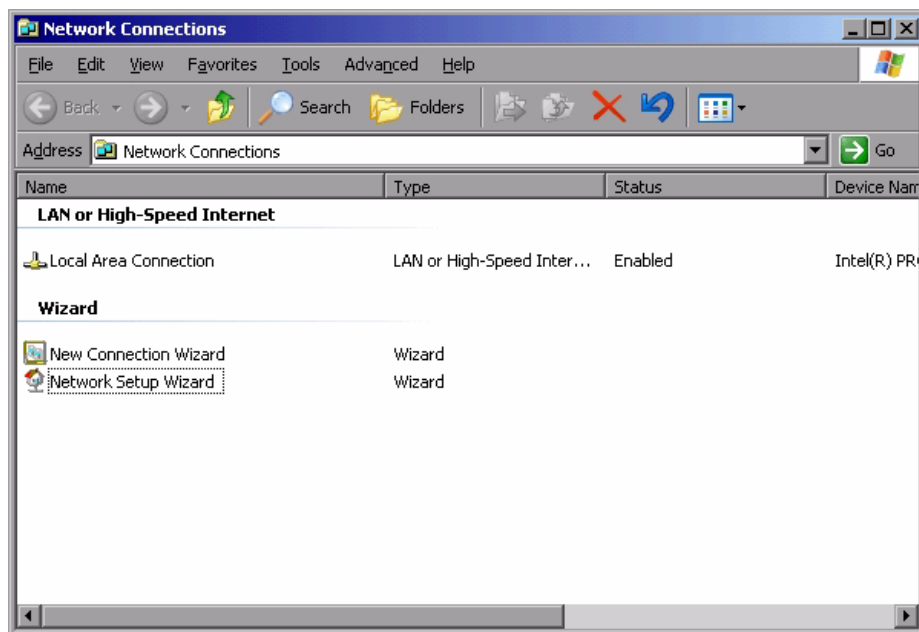 Network Connections
File Edit View Favorites Tools Advanced Help
Back Search Folders
Address Network Connections Go
Name Type Status Device Nam
LAN or High-Speed Internet
Local Area Connection LAN or High-Speed Inter... Enabled Intel(R) PR
Wizard
New Connection Wizard Wizard
Network Setup Wizard Wizard